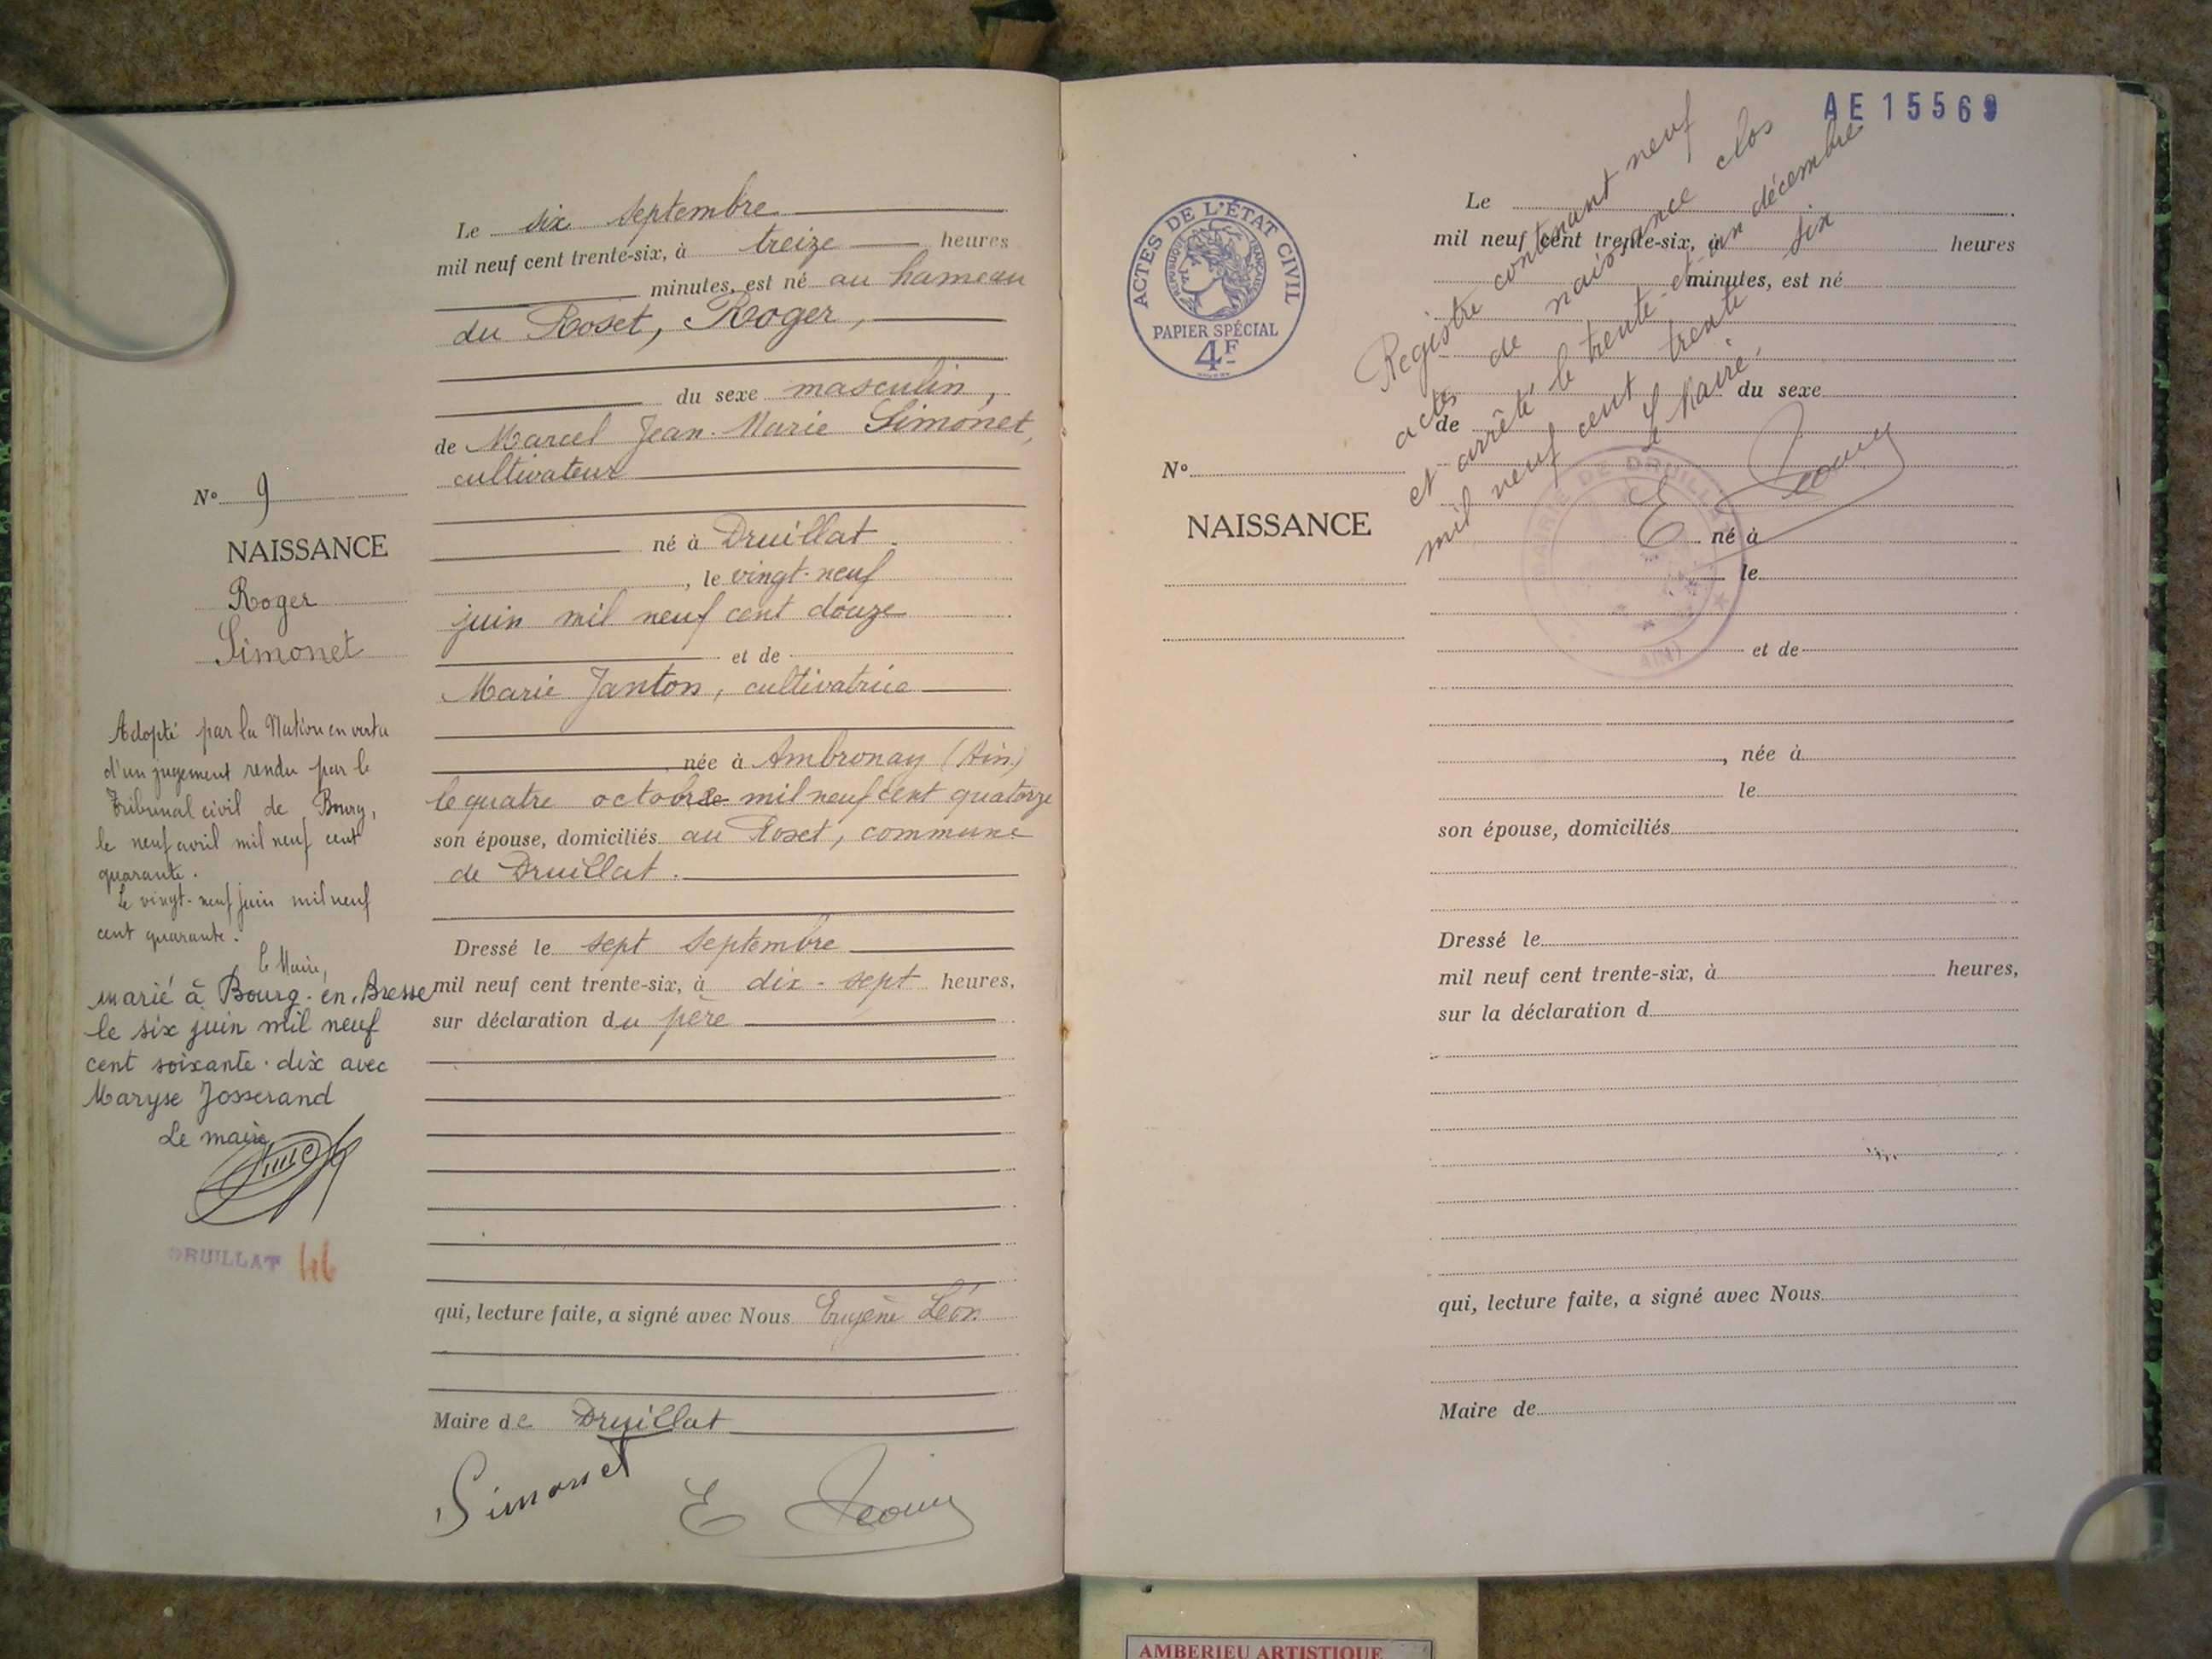 Le six septembre
mil neuf cent trente-six, à treize heures
minutes, est né au hameau
du Roset, Roger,
du sexe masculin,
de Marcel Jean-Marie Simonet,
cultivateur
né à Druillat.
, le vingt-neuf
juin mil neuf cent douze
et de
Marie Janton, cultivatrice
née à Ambronay (Ain)
le quatre octobre mil neuf cent quatorze
son épouse, domiciliés au Roset, commune
de Druillat.
Dressé le sept septembre
mil neuf cent trente-six, à dix-sept heures,
sur déclaration du père
qui, lecture faite, a signé avec Nous Eugène Léon
Maire de Druillat
Simonet
E Léon
Nº 9
NAISSANCE
Roger
Simonet
Adopté par la Nation en vertu
d'un jugement rendu par le
Tribunal civil de Bourg,
le neuf avril mil neuf cent
quarante.
Le vingt-neuf juin mil neuf
cent quarante.
Le Maire,
marié à Bourg-en-Bresse
le six juin mil neuf
cent soixante-dix avec
Maryse Josserand
Le maire
DRUILLAT 46
AE 15569
ACTES DE L'ÉTAT CIVIL
RÉPUBLIQUE FRANÇAISE
PAPIER SPÉCIAL
4F
Registre contenant neuf
actes de naissance clos
et arrêté le trente-et-un décembre
mil neuf cent trente six
Le Maire,
E Léon
MAIRIE DE DRUILLAT
(AIN)
Nº
NAISSANCE
Le
mil neuf cent trente-six, à heures
minutes, est né
du sexe
de
né à
le
et de
, née à
le
son épouse, domiciliés
Dressé le
mil neuf cent trente-six, à heures,
sur la déclaration d
qui, lecture faite, a signé avec Nous
Maire de
AMBERIEU ARTISTIQUE